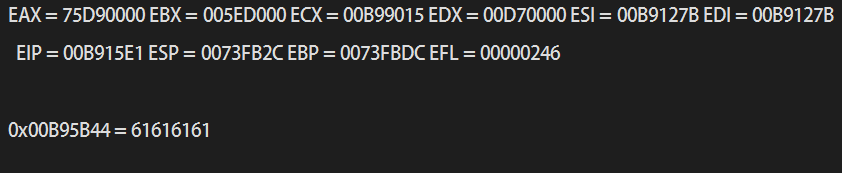 EAX = 75D90000 EBX = 005ED000 ECX = 00B99015 EDX = 00D70000 ESI = 00B9127B EDI = 00B9127B
EIP = 00B915E1 ESP = 0073FB2C EBP = 0073FBDC EFL = 00000246
0x00B95B44 = 61616161